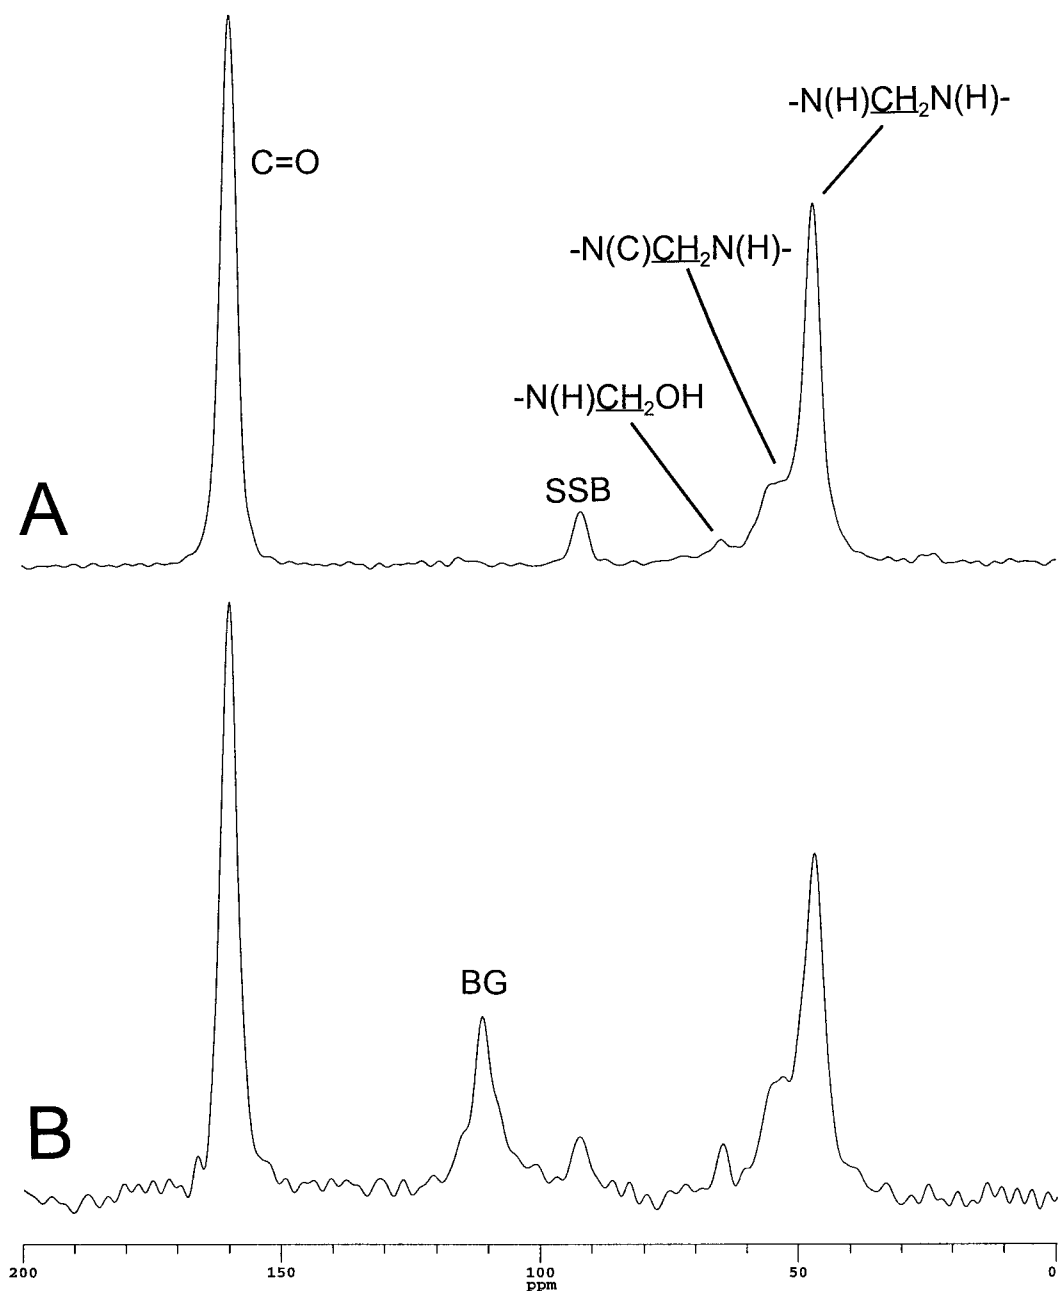 -N(H)CH₂N(H)-
C=O
-N(C)CH₂N(H)-
-N(H)CH₂OH
SSB
A
BG
B
200 150 100 50 0
ppm